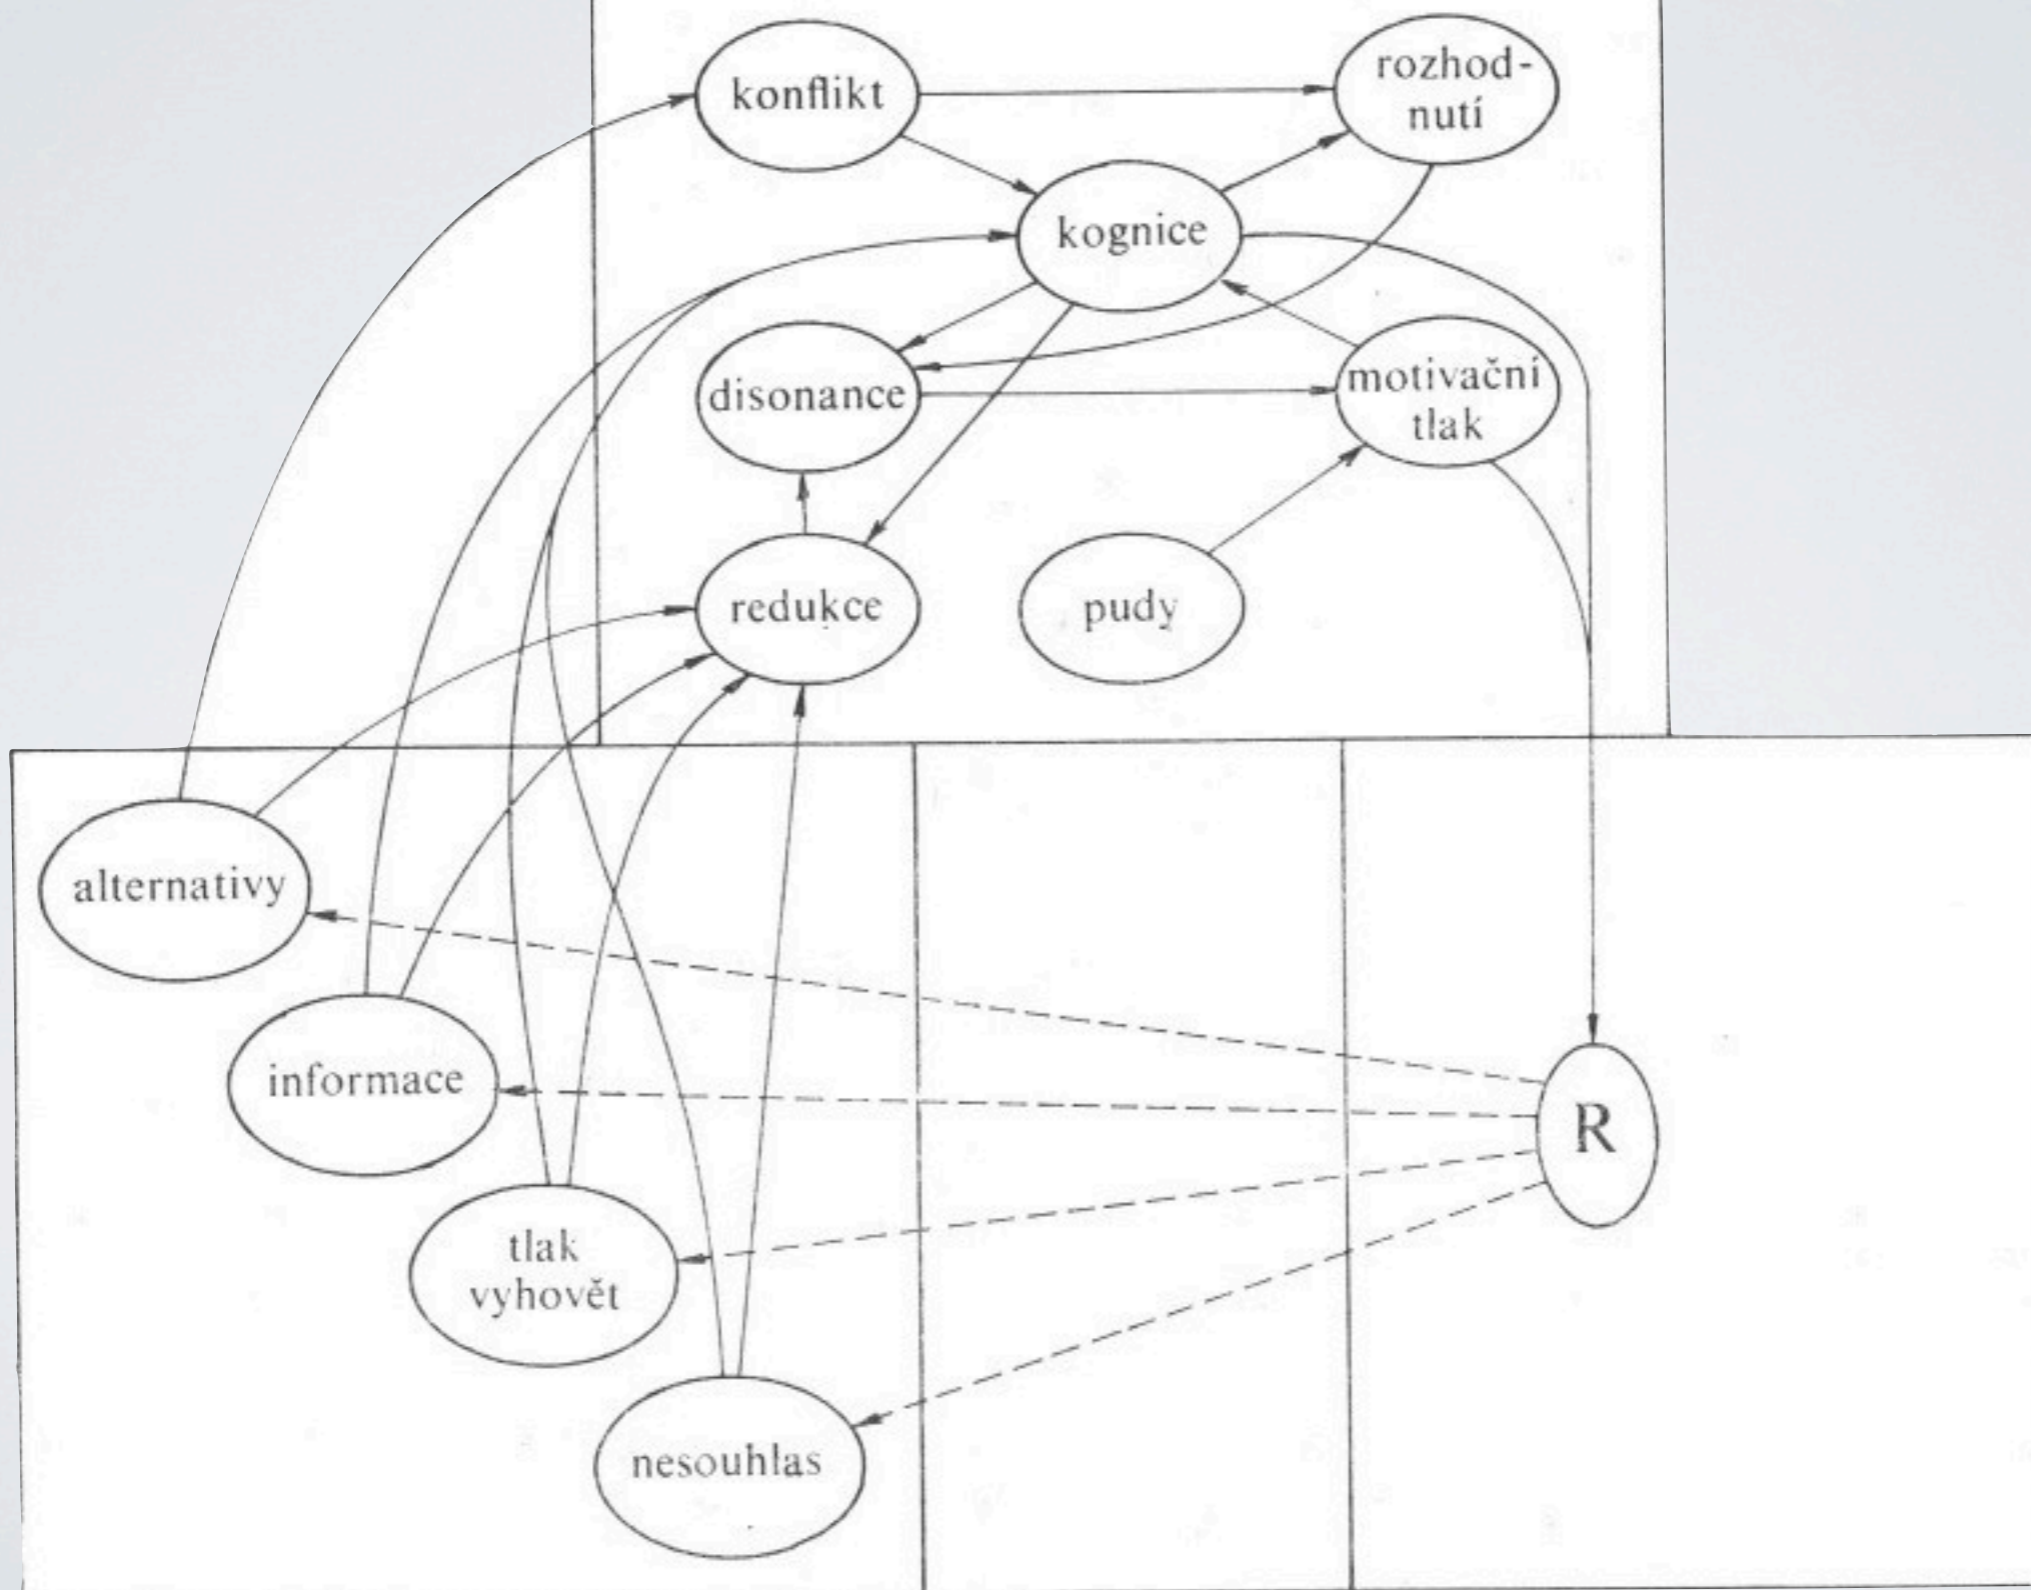 konflikt
rozhod-
nutí
kognice
disonance
motivační
tlak
redukce
pudy
alternativy
informace
R
tlak
vyhovět
nesouhlas